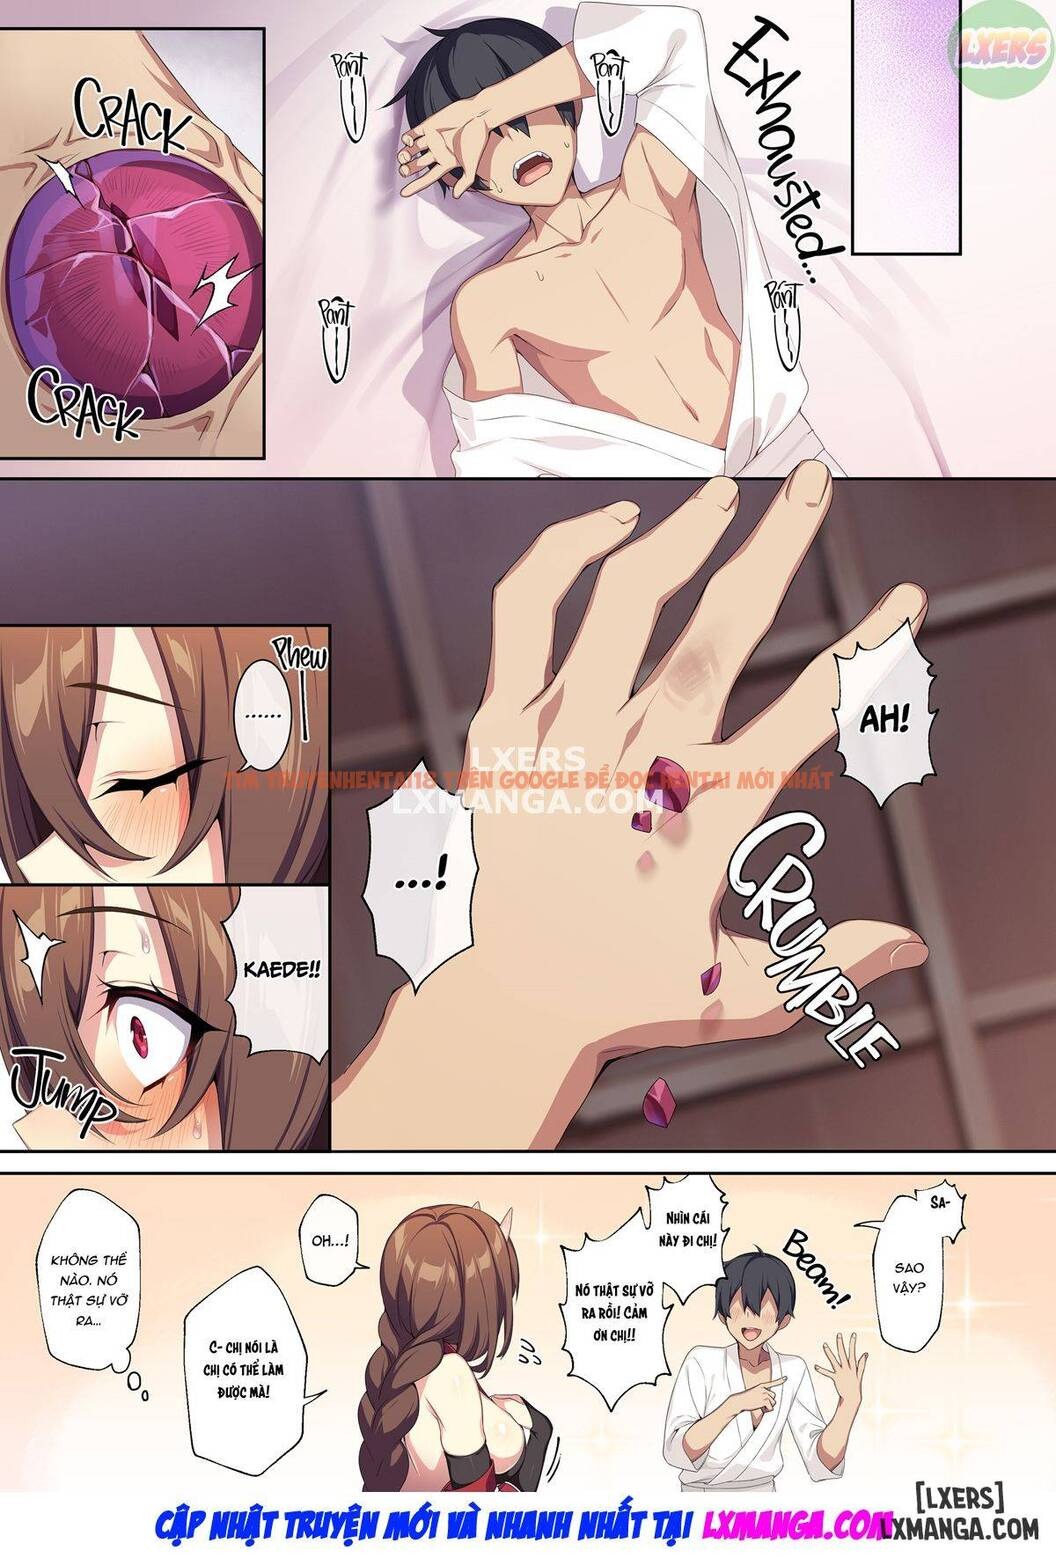 LXERS
Exhausted...
Pant
Pant
Pant
Pant
CRACK
CRACK
AH!
....!
CRUMBLE
LXERS
TÌM TRUYENHENTAI18 TRÊN GOOGLE ĐỂ ĐỌC HENTAI MỚI NHẤT
LXMANGA.COM
Phew
......
KAEDE!!
JUMP
SA-
SAO
VẬY?
Beam!
NHÌN CÁI
NÀY ĐI CHỊ!
NÓ THẬT SỰ VỠ
RA RỒI! CẢM
ƠN CHỊ!!
OH...!
C- CHỊ NÓI LÀ
CHỊ CÓ THỂ LÀM
ĐƯỢC MÀ!
KHÔNG THỂ
NÀO. NÓ
THẬT SỰ VỠ
RA...
[LXERS]
LXMANGA.COM
CẬP NHẬT TRUYỆN MỚI VÀ NHANH NHẤT TẠI LXMANGA.COM